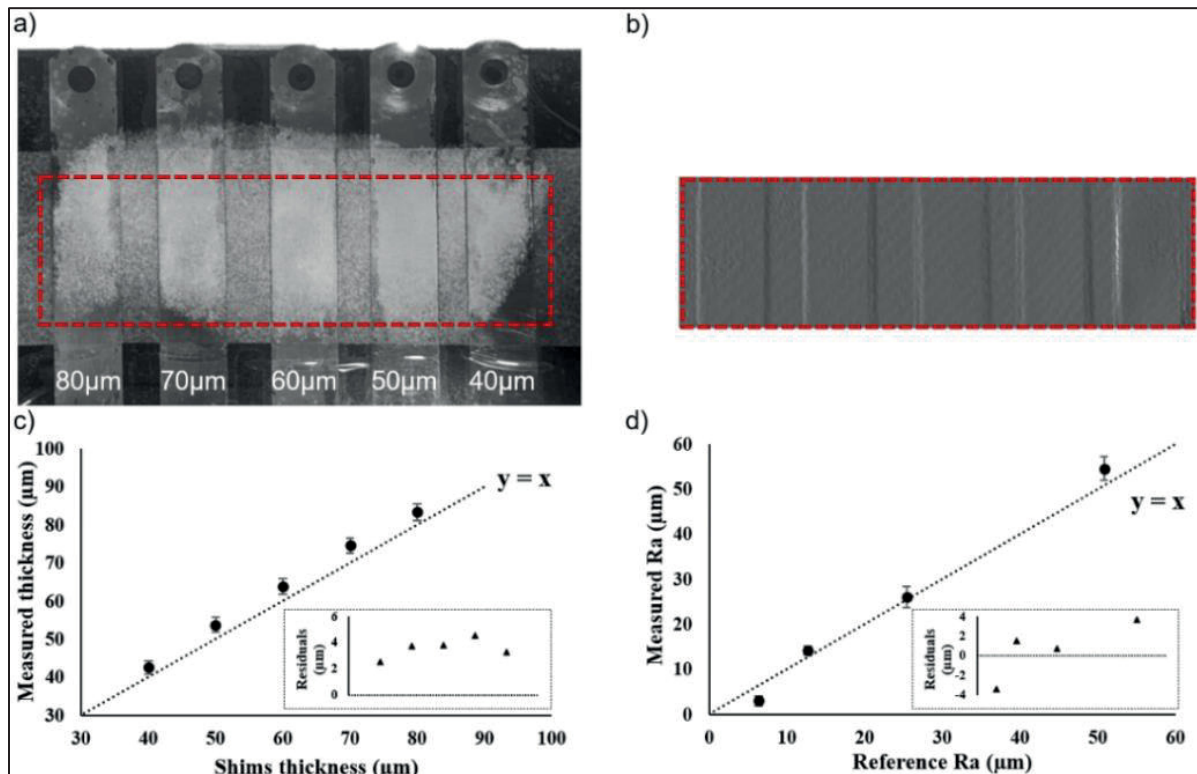 a)
b)
80µm 70µm 60µm 50µm 40µm
c)
100
90
80
70
60
50
40
30
Measured thickness (µm)
y = x
6
4
2
0
Residuals (µm)
30 40 50 60 70 80 90 100
Shims thickness (µm)
d)
60
50
40
30
20
10
0
Measured Ra (µm)
y = x
4
2
0
-2
-4
Residuals (µm)
0 10 20 30 40 50 60
Reference Ra (µm)